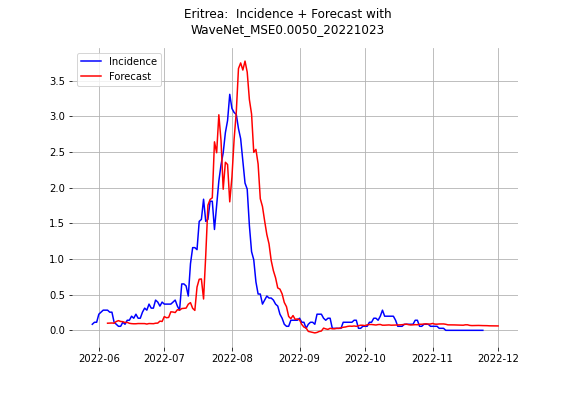 Eritrea:  Incidence + Forecast with
WaveNet_MSE0.0050_20221023
Incidence
Forecast
3.5
3.0
2.5
2.0
1.5
1.0
0.5
0.0
2022-06 2022-07 2022-08 2022-09 2022-10 2022-11 2022-12